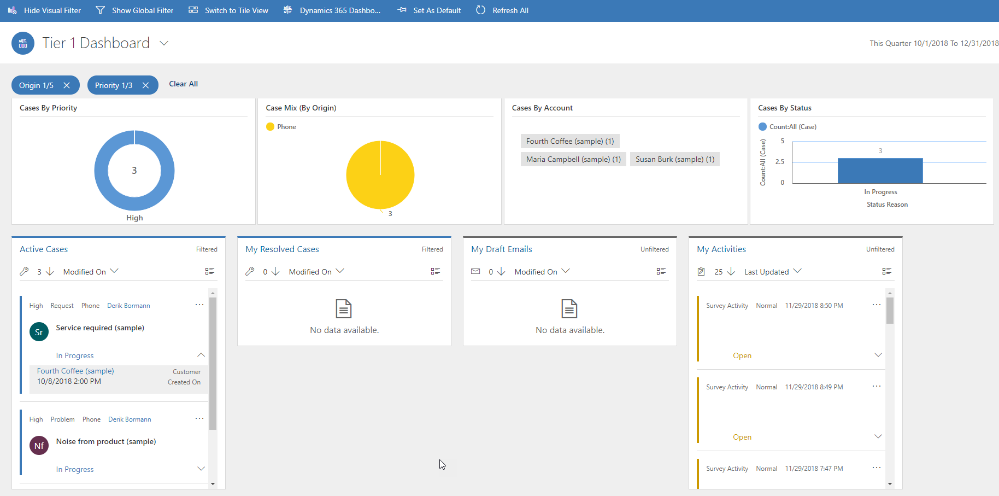 Hide Visual Filter Show Global Filter Switch to Tile View Dynamics 365 Dashbo... Set As Default Refresh All
Tier 1 Dashboard
This Quarter 10/1/2018 To 12/31/2018
Origin 1/5 Priority 1/3 Clear All
Cases By Priority
3
High
Case Mix (By Origin)
Phone
3
Cases By Account
Fourth Coffee (sample) (1)
Maria Campbell (sample) (1) Susan Burk (sample) (1)
Cases By Status
Count:All (Case)
Count:All (Case)
5
2.5
0
3
In Progress
Status Reason
Active Cases Filtered
3 Modified On
High Request Phone Derik Bormann ...
Sr Service required (sample)
In Progress
Fourth Coffee (sample) Customer
10/8/2018 2:00 PM Created On
High Problem Phone Derik Bormann ...
Nf Noise from product (sample)
In Progress
My Resolved Cases Filtered
0 Modified On
No data available.
My Draft Emails Unfiltered
0 Modified On
No data available.
My Activities Unfiltered
25 Last Updated
Survey Activity Normal 11/29/2018 8:50 PM ...
Open
Survey Activity Normal 11/29/2018 8:49 PM ...
Open
Survey Activity Normal 11/29/2018 7:47 PM ...